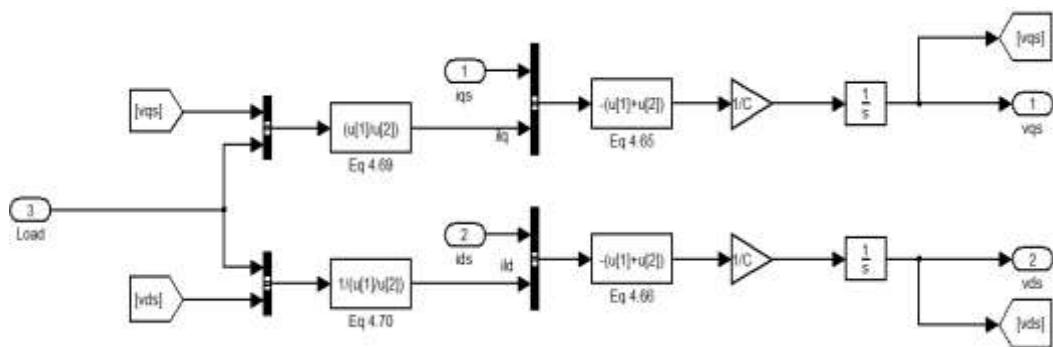 [vqs]
1
iqs
[vqs]
(u[1]/u[2])
Eq 4.69
ilq
-(u[1]+u[2])
Eq 4.65
1/C
1
s
1
vqs
3
Load
2
ids
[vds]
1/(u[1]/u[2])
Eq 4.70
ild
-(u[1]+u[2])
Eq 4.66
1/C
1
s
2
vds
[vds]